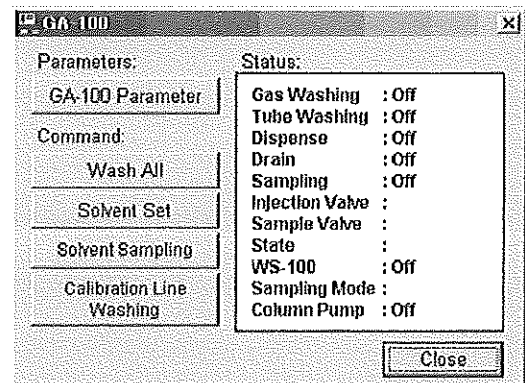 GA-100
Parameters:
GA-100 Parameter
Command:
Wash All
Solvent Set
Solvent Sampling
Calibration Line
Washing
Status:
Gas Washing : Off
Tube Washing : Off
Dispense : Off
Drain : Off
Sampling : Off
Injection Valve :
Sample Valve :
State :
WS-100 : Off
Sampling Mode :
Column Pump : Off
Close